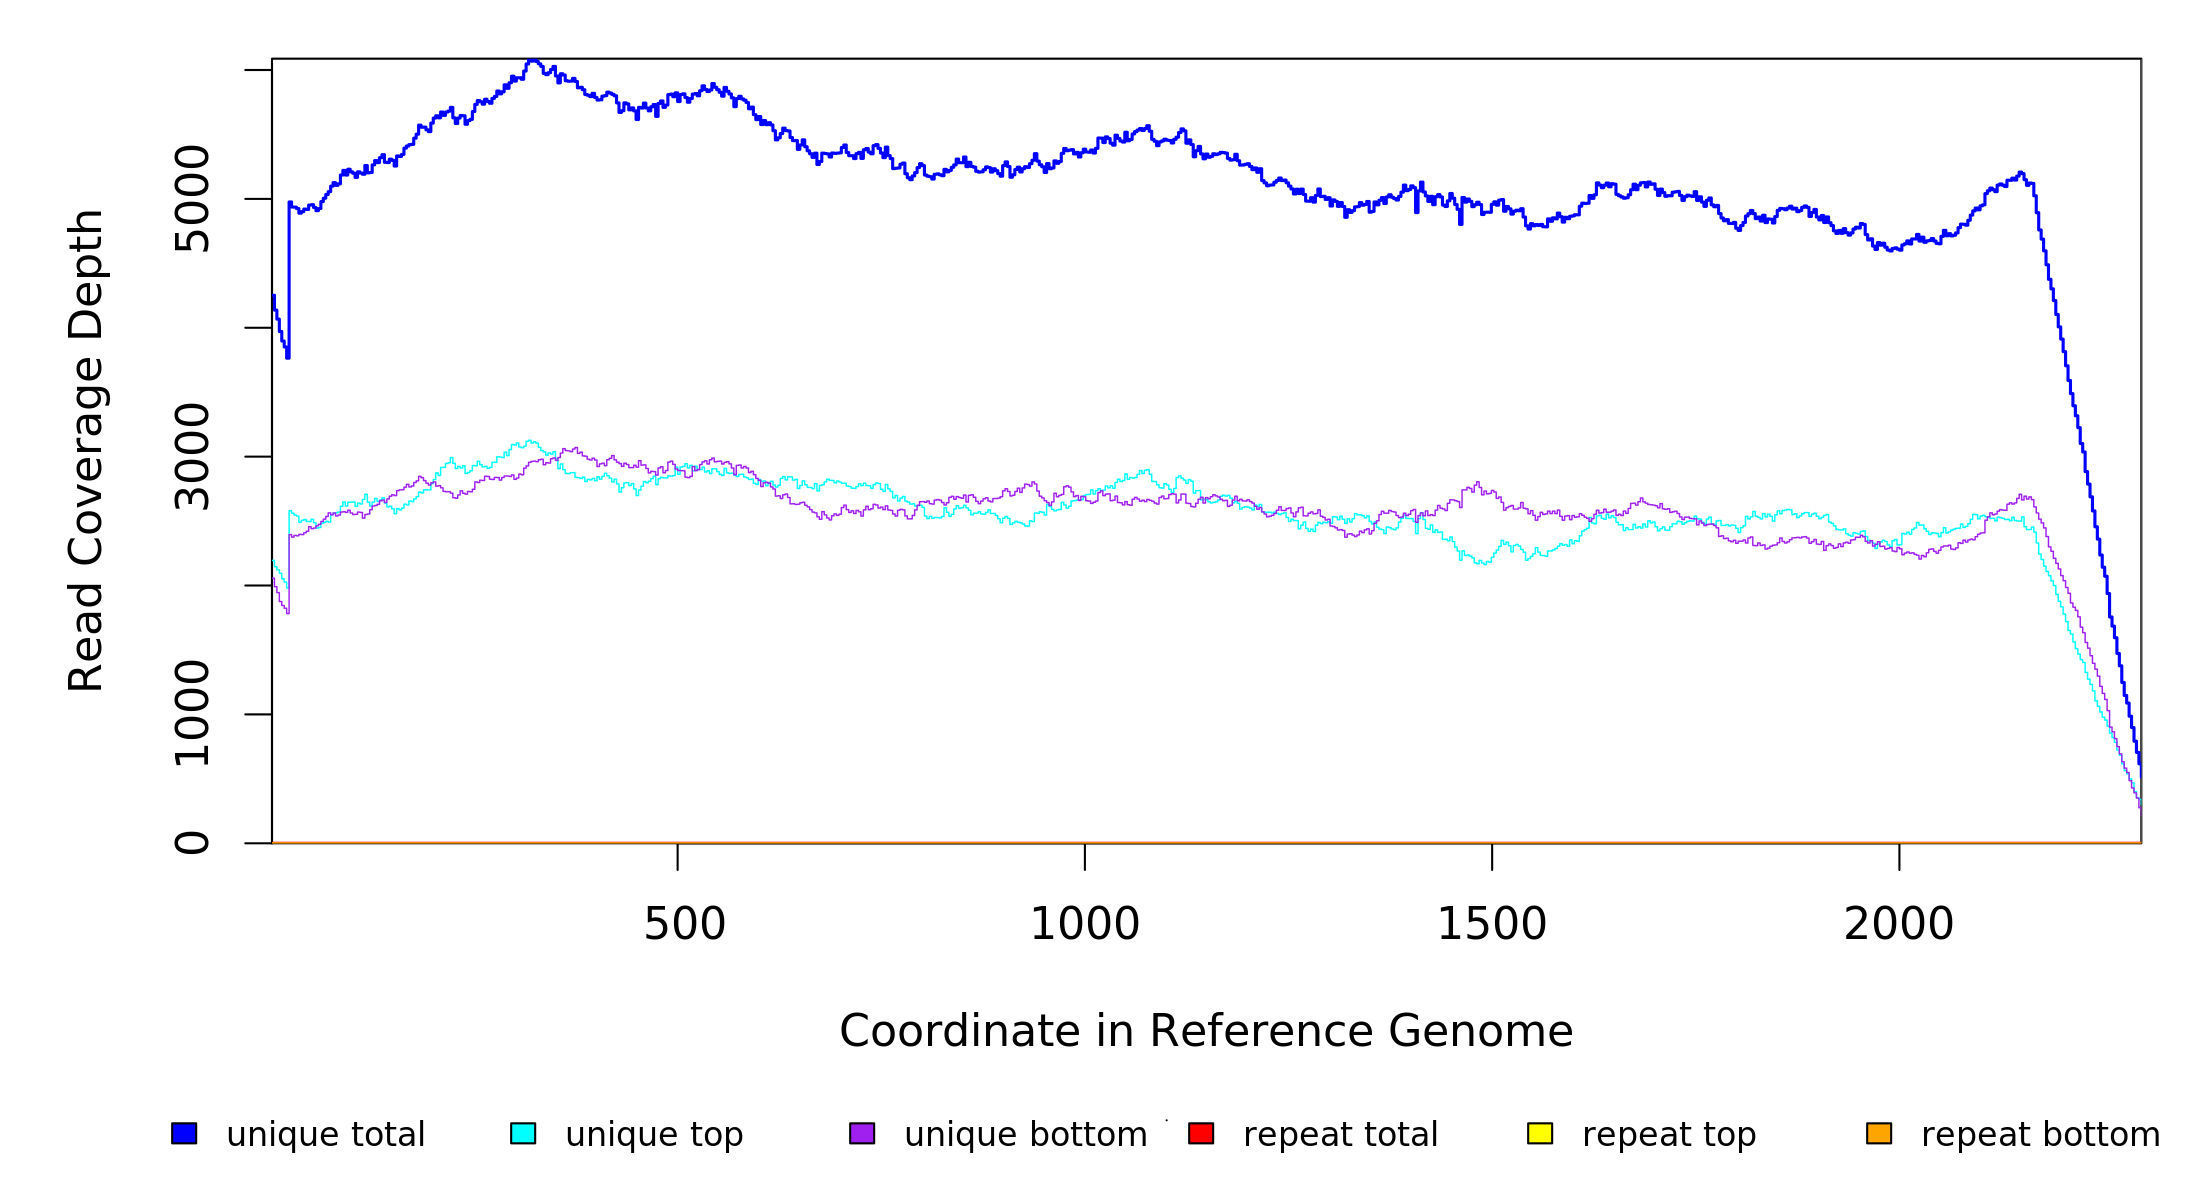 Read Coverage Depth
5000
3000
1000
0
500 1000 1500 2000
Coordinate in Reference Genome
unique total unique top unique bottom repeat total repeat top repeat bottom